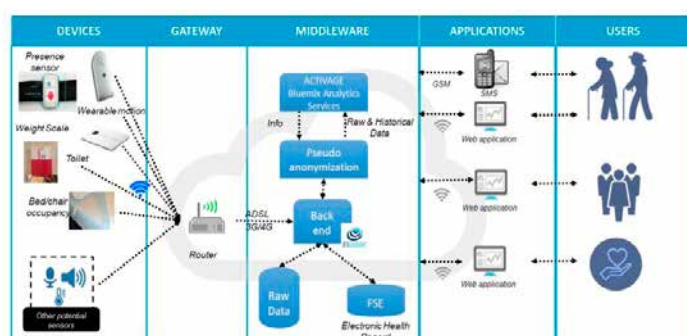 DEVICES
GATEWAY
MIDDLEWARE
APPLICATIONS
USERS
Presence
sensor
Wearable motion
Weight Scale
Toilet
Bed/chair
occupancy
Other potential
sensors
Router
ADSL
3G/4G
ACTIVAGE
Bluemix Analytics
Services
Info
Raw & Historical
Data
Pseudo
anonymization
Back
end
Raw
Data
FSE
Electronic Health
Record
GSM
SMS
Web application
Web application
Web application